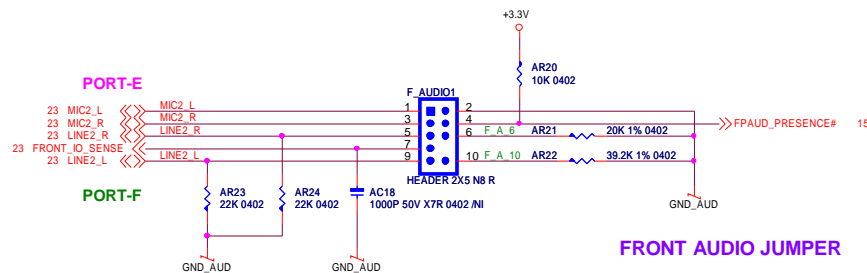 +3.3V
AR20
10K 0402
PORT-E
F_AUDIO1
23 MIC2_L MIC2_L 1 2
23 MIC2_R MIC2_R 3 4 FPAUD_PRESENCE# 15
23 LINE2_R LINE2_R 5 6 F_A_6 AR21 20K 1% 0402
23 FRONT_IO_SENSE 7
23 LINE2_L LINE2_L 9 10 F_A_10 AR22 39.2K 1% 0402
HEADER 2X5 N8 R
PORT-F
AR23
22K 0402
AR24
22K 0402
AC18
1000P 50V X7R 0402 /NI
GND_AUD
FRONT AUDIO JUMPER
GND_AUD
GND_AUD